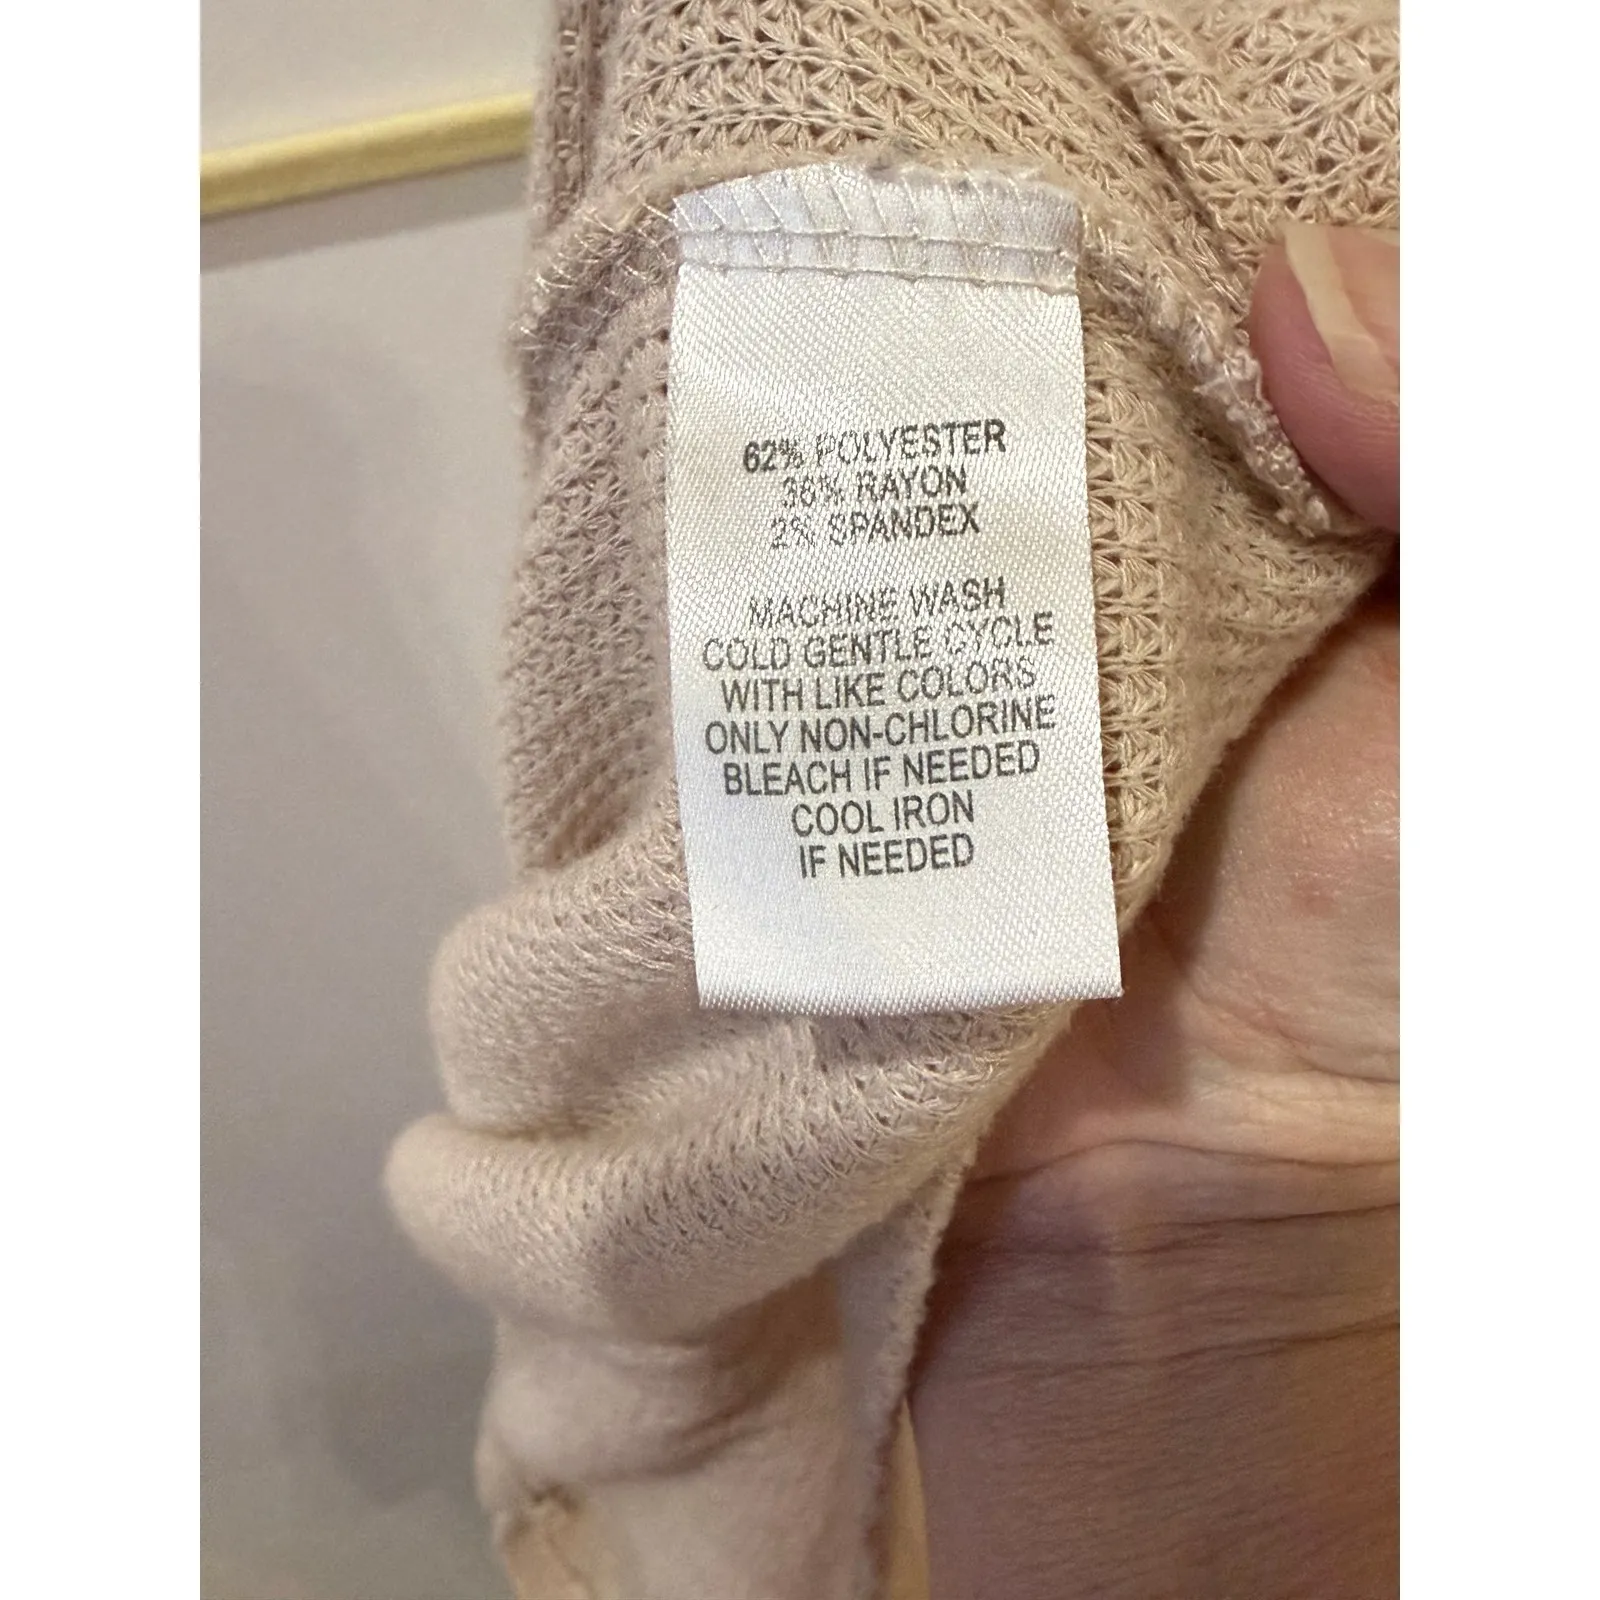 62% POLYESTER
36% RAYON
2% SPANDEX
MACHINE WASH
COLD GENTLE CYCLE
WITH LIKE COLORS
ONLY NON-CHLORINE
BLEACH IF NEEDED
COOL IRON
IF NEEDED